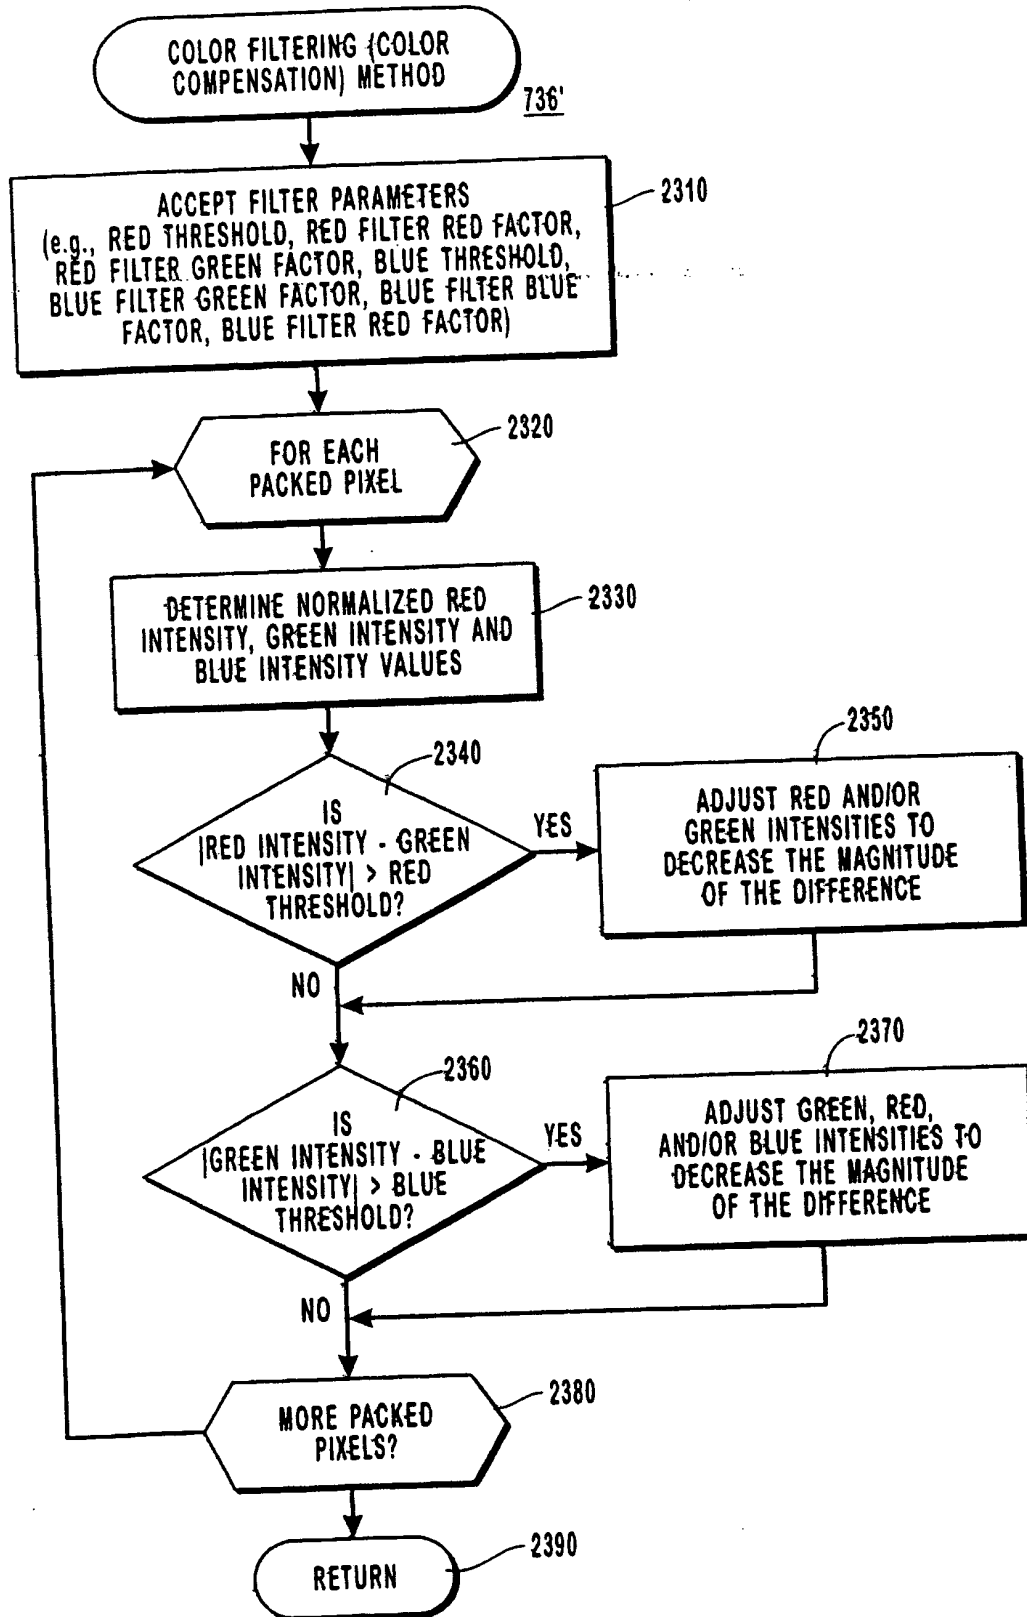 COLOR FILTERING (COLOR
COMPENSATION) METHOD
736'
ACCEPT FILTER PARAMETERS
(e.g., RED THRESHOLD, RED FILTER RED FACTOR,
RED FILTER GREEN FACTOR, BLUE THRESHOLD,
BLUE FILTER GREEN FACTOR, BLUE FILTER BLUE
FACTOR, BLUE FILTER RED FACTOR)
2310
FOR EACH
PACKED PIXEL
2320
DETERMINE NORMALIZED RED
INTENSITY, GREEN INTENSITY AND
BLUE INTENSITY VALUES
2330
2340
IS
|RED INTENSITY - GREEN
INTENSITY| > RED
THRESHOLD?
YES
NO
2350
ADJUST RED AND/OR
GREEN INTENSITIES TO
DECREASE THE MAGNITUDE
OF THE DIFFERENCE
2360
IS
|GREEN INTENSITY - BLUE
INTENSITY| > BLUE
THRESHOLD?
YES
NO
2370
ADJUST GREEN, RED,
AND/OR BLUE INTENSITIES TO
DECREASE THE MAGNITUDE
OF THE DIFFERENCE
MORE PACKED
PIXELS?
2380
RETURN
2390